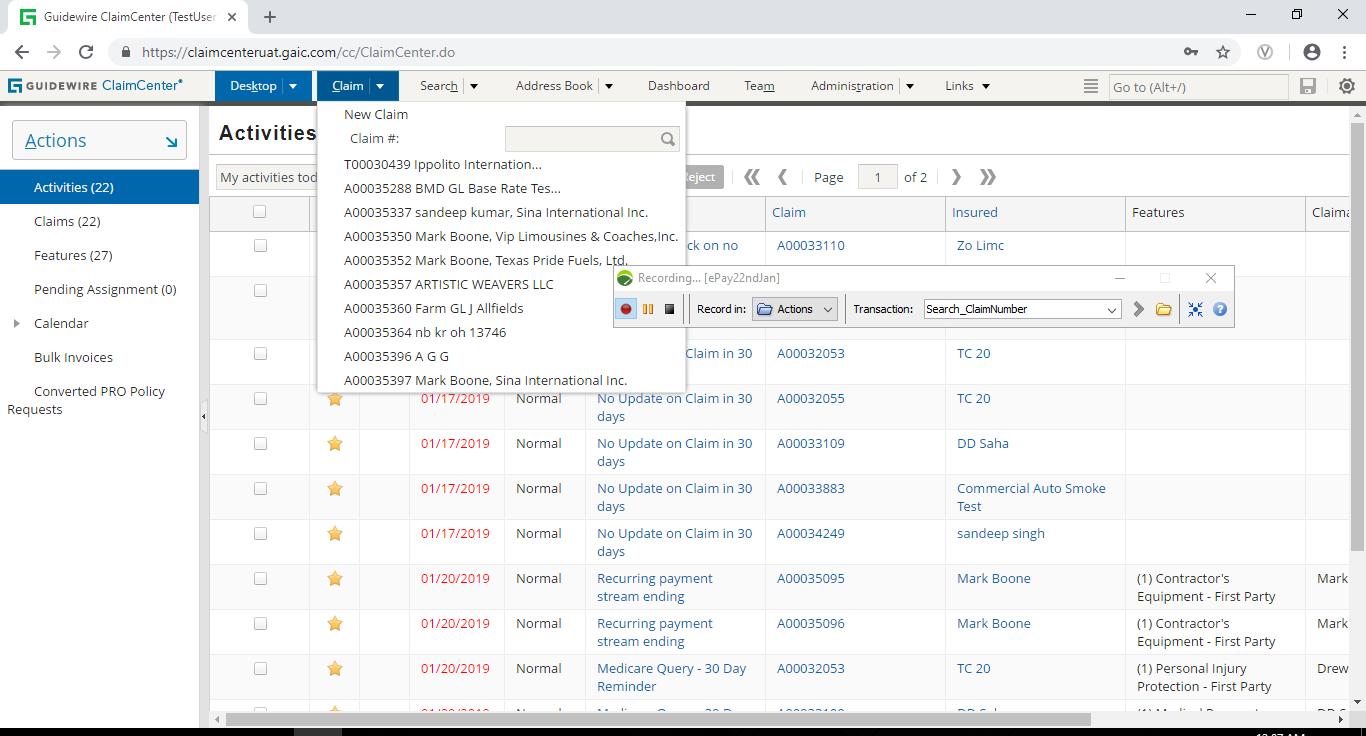 Guidewire ClaimCenter (TestUser
https://claimcenteruat.gaic.com/cc/ClaimCenter.do
GUIDEWIRE ClaimCenter
Desktop Claim Search Address Book Dashboard Team Administration Links Go to (Alt+/)
Actions
Activities (22)
Claims (22)
Features (27)
Pending Assignment (0)
Calendar
Bulk Invoices
Converted PRO Policy
Requests
New Claim
Claim #:
T00030439 Ippolito Internation...
A00035288 BMD GL Base Rate Tes...
A00035337 sandeep kumar, Sina International Inc.
A00035350 Mark Boone, Vip Limousines & Coaches,Inc.
A00035352 Mark Boone, Texas Pride Fuels, Ltd.
A00035357 ARTISTIC WEAVERS LLC
A00035360 Farm GL J Allfields
A00035364 nb kr oh 13746
A00035396 A G G
A00035397 Mark Boone, Sina International Inc.
Activities
My activities tod
eject Page 1 of 2
Claim Insured Features Claima
ck on no A00033110 Zo Limc
Recording... [ePay22ndJan]
Record in: Actions Transaction: Search_ClaimNumber
Claim in 30 A00032053 TC 20
01/17/2019 Normal No Update on Claim in 30 A00032055 TC 20
days
01/17/2019 Normal No Update on Claim in 30 A00033109 DD Saha
days
01/17/2019 Normal No Update on Claim in 30 A00033883 Commercial Auto Smoke
days Test
01/17/2019 Normal No Update on Claim in 30 A00034249 sandeep singh
days
01/20/2019 Normal Recurring payment A00035095 Mark Boone (1) Contractor's Mark
stream ending Equipment - First Party
01/20/2019 Normal Recurring payment A00035096 Mark Boone (1) Contractor's Mark
stream ending Equipment - First Party
01/20/2019 Normal Medicare Query - 30 Day A00032053 TC 20 (1) Personal Injury Drew
Reminder Protection - First Party